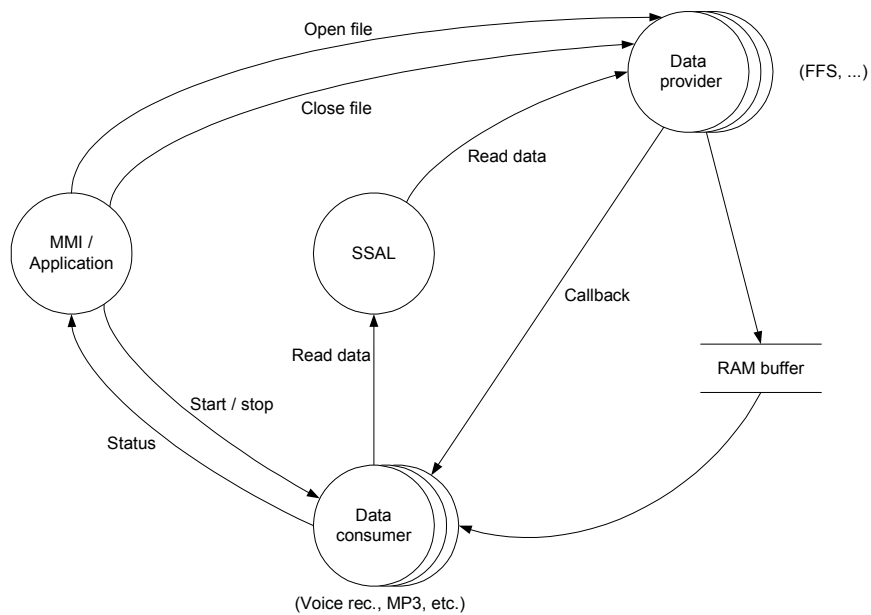 Open file
Data
provider
(FFS, ...)
Close file
Read data
MMI /
Application
SSAL
Callback
Read data
RAM buffer
Start / stop
Status
Data
consumer
(Voice rec., MP3, etc.)